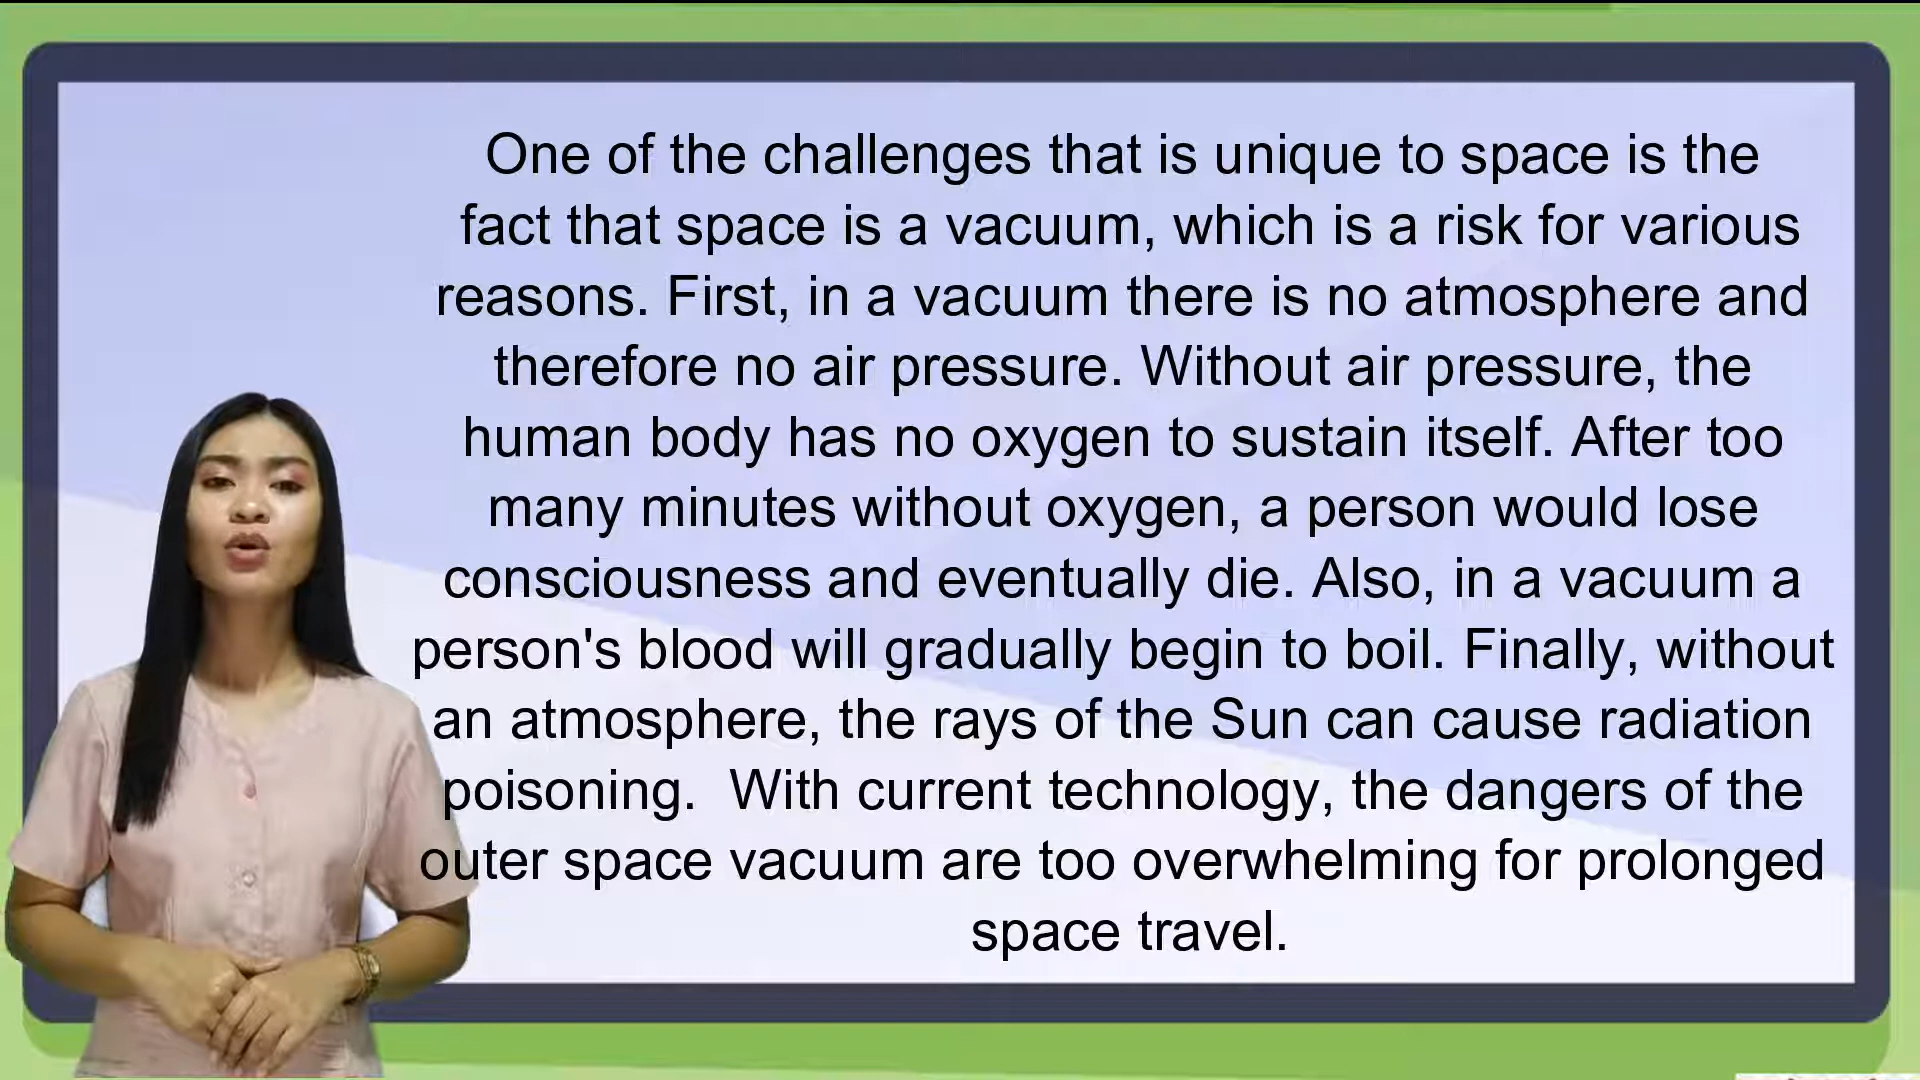 One of the challenges that is unique to space is the
fact that space is a vacuum, which is a risk for various
reasons. First, in a vacuum there is no atmosphere and
therefore no air pressure. Without air pressure, the
human body has no oxygen to sustain itself. After too
many minutes without oxygen, a person would lose
consciousness and eventually die. Also, in a vacuum a
person's blood will gradually begin to boil. Finally, without
an atmosphere, the rays of the Sun can cause radiation
poisoning.  With current technology, the dangers of the
outer space vacuum are too overwhelming for prolonged
space travel.